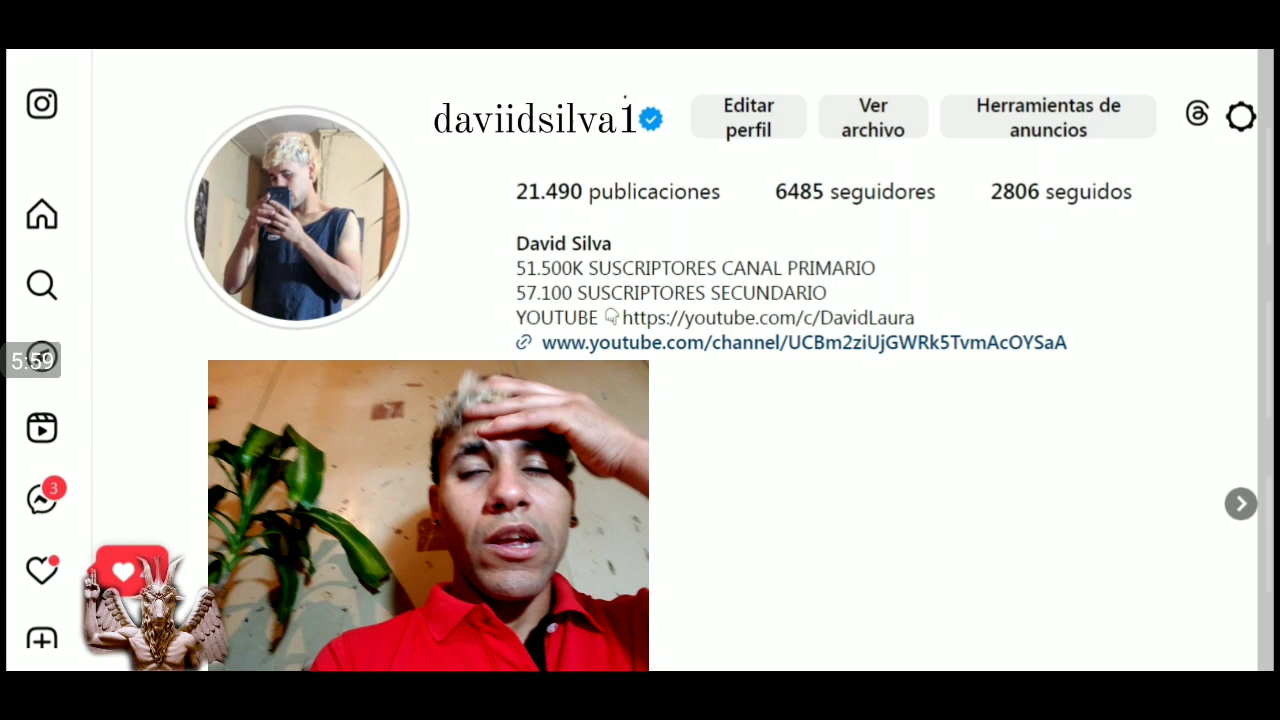 daviidsilva1
Editar
perfil
Ver
archivo
Herramientas de
anuncios
21.490 publicaciones
6485 seguidores
2806 seguidos
David Silva
51.500K SUSCRIPTORES CANAL PRIMARIO
57.100 SUSCRIPTORES SECUNDARIO
YOUTUBE 👇https://youtube.com/c/DavidLaura
www.youtube.com/channel/UCBm2ziUjGWRk5TvmAcOYSaA
5:59
3